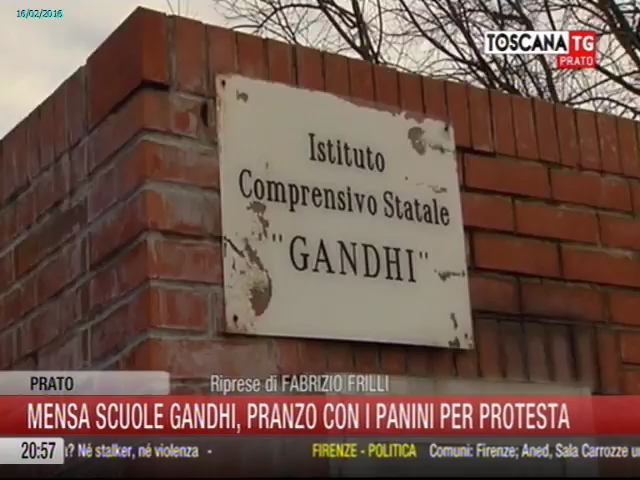 16/02/2016
TOSCANA TG
PRATO
Istituto
Comprensivo Statale
"GANDHI"
PRATO
Riprese di FABRIZIO FRILLI
MENSA SCUOLE GANDHI, PRANZO CON I PANINI PER PROTESTA
20:57 ? Né stalker, né violenza - FIRENZE - POLITICA Comuni: Firenze; Aned, Sala Carrozze